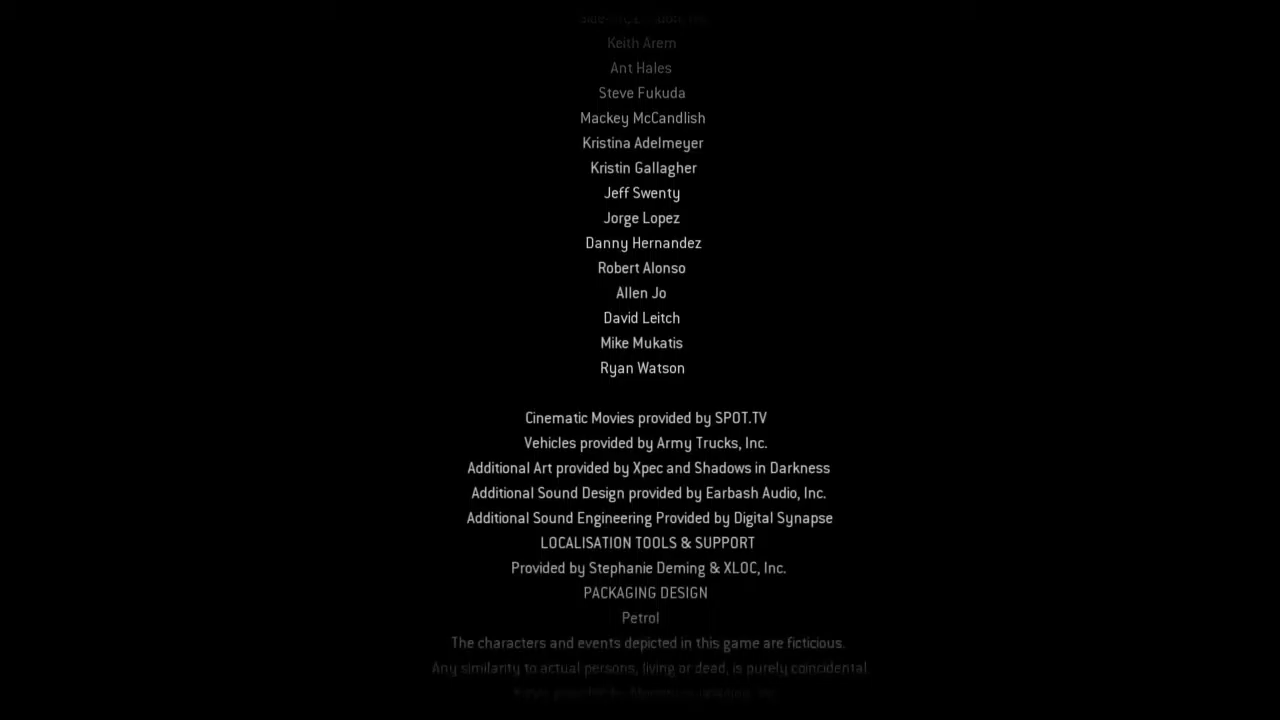 Keith Arem
Ant Hales
Steve Fukuda
Mackey McCandlish
Kristina Adelmeyer
Kristin Gallagher
Jeff Swenty
Jorge Lopez
Danny Hernandez
Robert Alonso
Allen Jo
David Leitch
Mike Mukatis
Ryan Watson
Cinematic Movies provided by SPOT.TV
Vehicles provided by Army Trucks, Inc.
Additional Art provided by Xpec and Shadows in Darkness
Additional Sound Design provided by Earbash Audio, Inc.
Additional Sound Engineering Provided by Digital Synapse
LOCALISATION TOOLS & SUPPORT
Provided by Stephanie Deming & XLOC, Inc.
PACKAGING DESIGN
Petrol
The characters and events depicted in this game are ficticious.
Any similarity to actual persons, living or dead, is purely coincidental